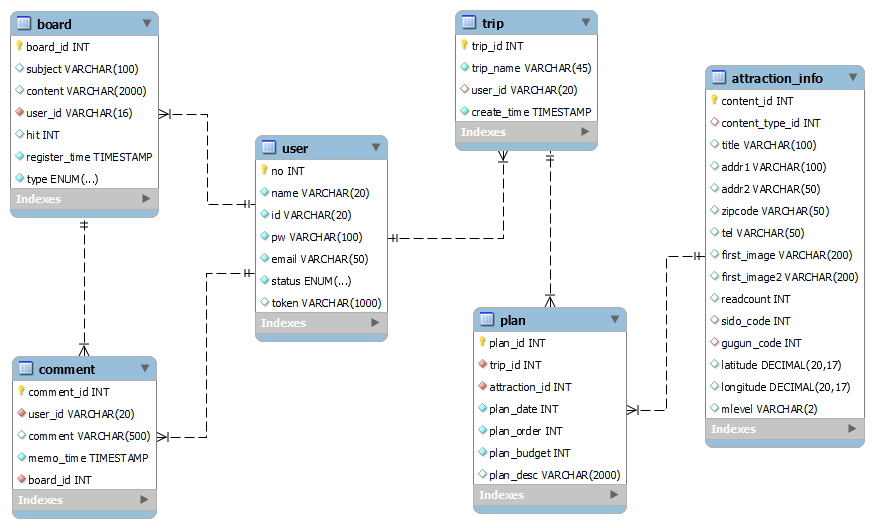 board
board_id INT
subject VARCHAR(100)
content VARCHAR(2000)
user_id VARCHAR(16)
hit INT
register_time TIMESTAMP
type ENUM(...)
Indexes
user
no INT
name VARCHAR(20)
id VARCHAR(20)
pw VARCHAR(100)
email VARCHAR(50)
status ENUM(...)
token VARCHAR(1000)
Indexes
trip
trip_id INT
trip_name VARCHAR(45)
user_id VARCHAR(20)
create_time TIMESTAMP
Indexes
attraction_info
content_id INT
content_type_id INT
title VARCHAR(100)
addr1 VARCHAR(100)
addr2 VARCHAR(50)
zipcode VARCHAR(50)
tel VARCHAR(50)
first_image VARCHAR(200)
first_image2 VARCHAR(200)
readcount INT
sido_code INT
gugun_code INT
latitude DECIMAL(20,17)
longitude DECIMAL(20,17)
mlevel VARCHAR(2)
Indexes
comment
comment_id INT
user_id VARCHAR(20)
comment VARCHAR(500)
memo_time TIMESTAMP
board_id INT
Indexes
plan
plan_id INT
trip_id INT
attraction_id INT
plan_date INT
plan_order INT
plan_budget INT
plan_desc VARCHAR(2000)
Indexes